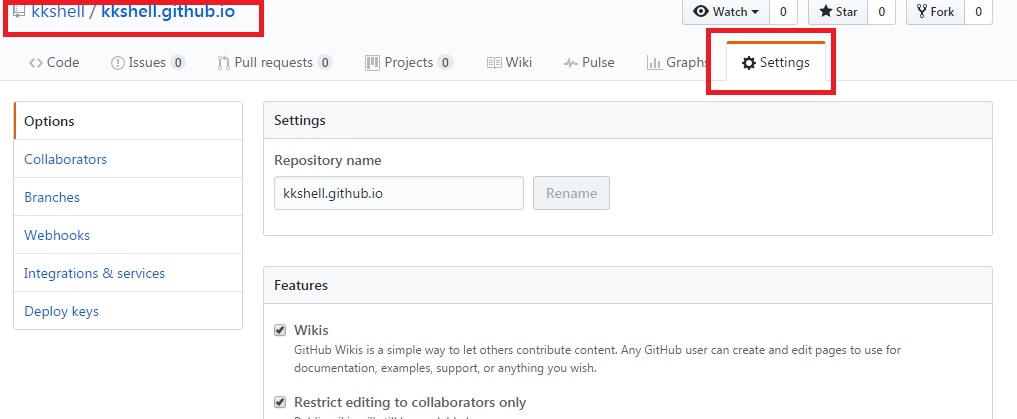 kkshell / kkshell.github.io
Watch 0 Star 0 Fork 0
Code Issues 0 Pull requests 0 Projects 0 Wiki Pulse Graphs Settings
Options
Collaborators
Branches
Webhooks
Integrations & services
Deploy keys
Settings
Repository name
kkshell.github.io Rename
Features
Wikis
GitHub Wikis is a simple way to let others contribute content. Any GitHub user can create and edit pages to use for
documentation, examples, support, or anything you wish.
Restrict editing to collaborators only